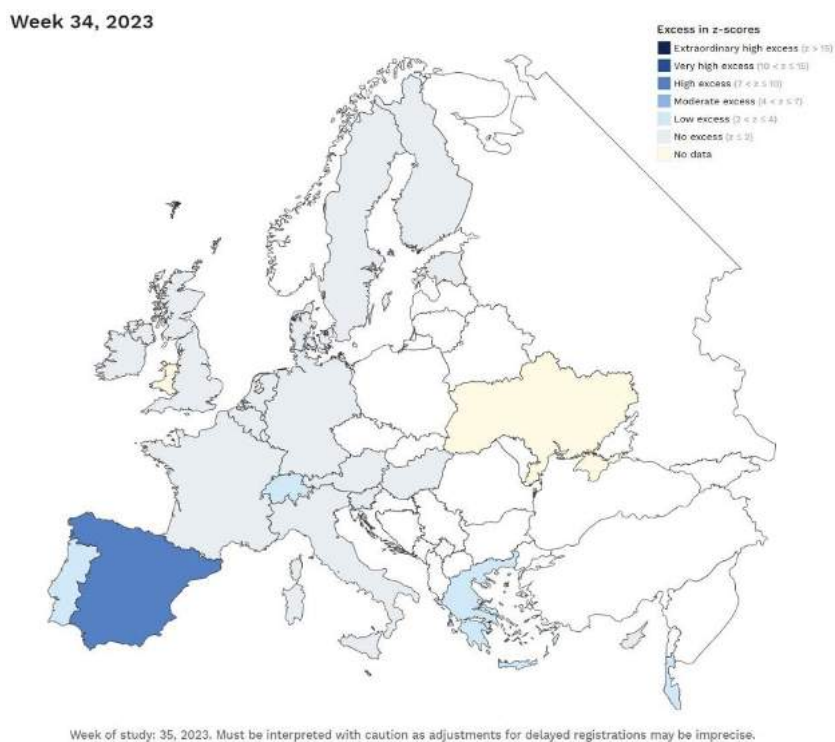 Week 34, 2023
Excess in z-scores
Extraordinary high excess (z > 15)
Very high excess (10 < z ≤ 15)
High excess (7 < z ≤ 10)
Moderate excess (4 < z ≤ 7)
Low excess (2 < z ≤ 4)
No excess (z ≤ 2)
No data
Week of study: 35, 2023. Must be interpreted with caution as adjustments for delayed registrations may be imprecise.